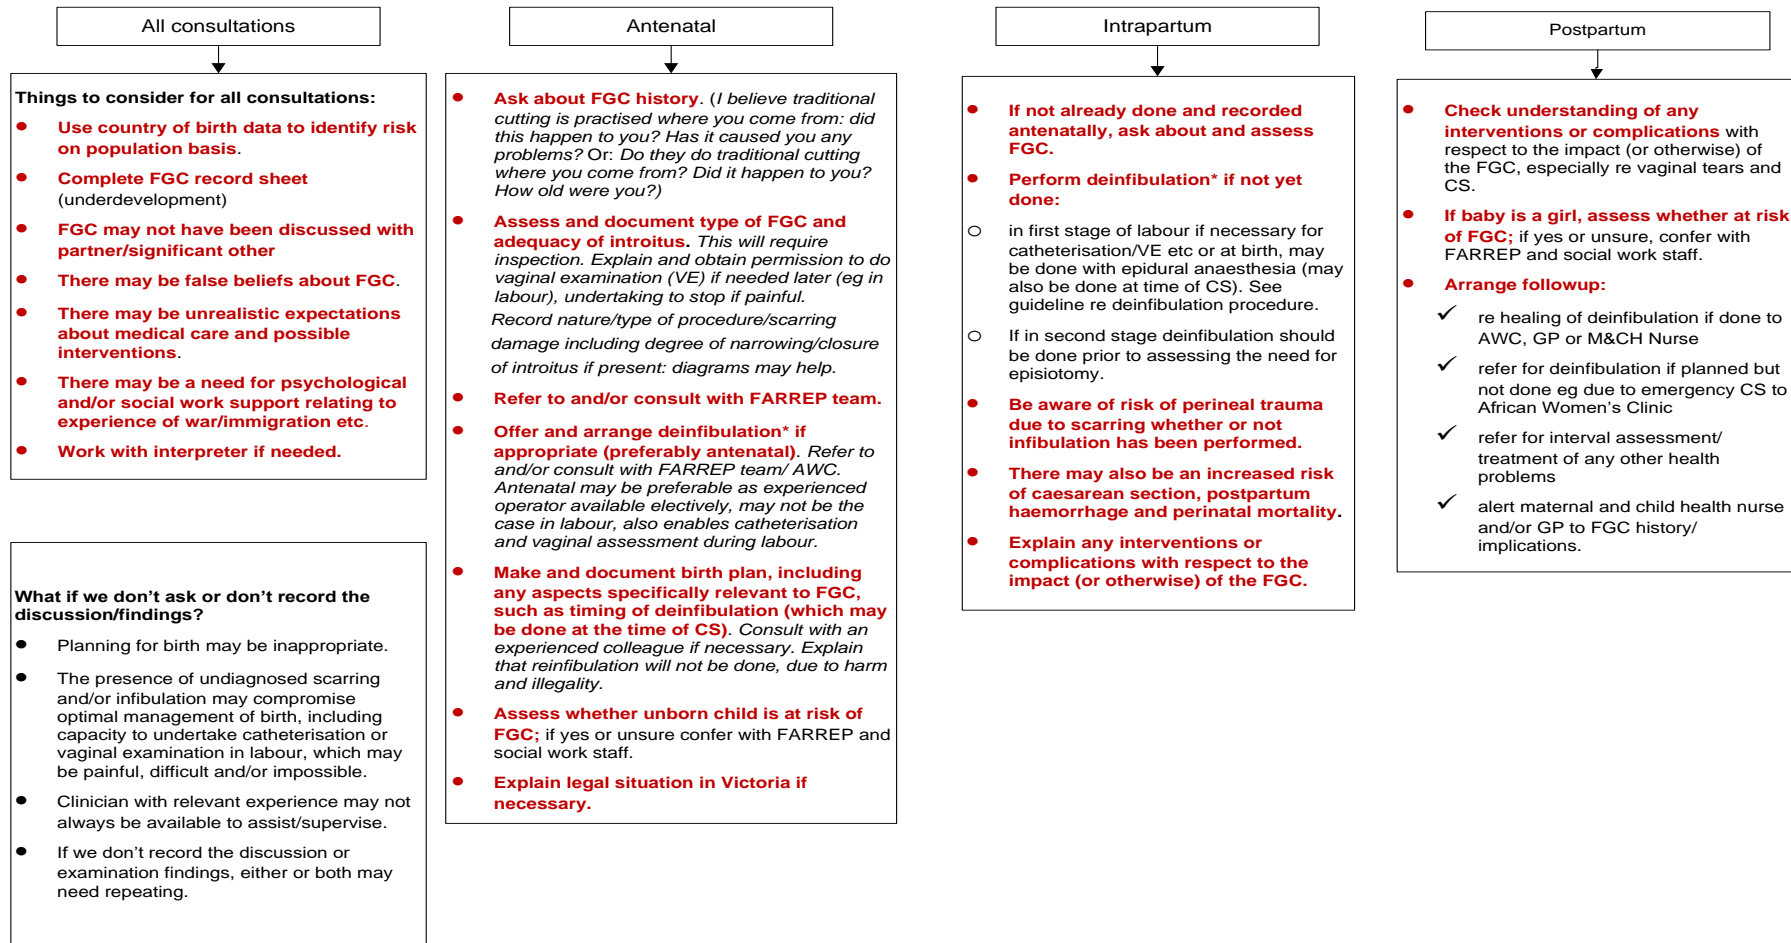 All consultations
Things to consider for all consultations:
● Use country of birth data to identify risk
on population basis.
● Complete FGC record sheet
(underdevelopment)
● FGC may not have been discussed with
partner/significant other
● There may be false beliefs about FGC.
● There may be unrealistic expectations
about medical care and possible
interventions.
● There may be a need for psychological
and/or social work support relating to
experience of war/immigration etc.
● Work with interpreter if needed.
What if we don’t ask or don’t record the
discussion/findings?
● Planning for birth may be inappropriate.
● The presence of undiagnosed scarring
and/or infibulation may compromise
optimal management of birth, including
capacity to undertake catheterisation or
vaginal examination in labour, which may
be painful, difficult and/or impossible.
● Clinician with relevant experience may not
always be available to assist/supervise.
● If we don’t record the discussion or
examination findings, either or both may
need repeating.
Antenatal
● Ask about FGC history. (I believe traditional
cutting is practised where you come from: did
this happen to you? Has it caused you any
problems? Or: Do they do traditional cutting
where you come from? Did it happen to you?
How old were you?)
● Assess and document type of FGC and
adequacy of introitus. This will require
inspection. Explain and obtain permission to do
vaginal examination (VE) if needed later (eg in
labour), undertaking to stop if painful.
Record nature/type of procedure/scarring
damage including degree of narrowing/closure
of introitus if present: diagrams may help.
● Refer to and/or consult with FARREP team.
● Offer and arrange deinfibulation* if
appropriate (preferably antenatal). Refer to
and/or consult with FARREP team/ AWC.
Antenatal may be preferable as experienced
operator available electively, may not be the
case in labour, also enables catheterisation
and vaginal assessment during labour.
● Make and document birth plan, including
any aspects specifically relevant to FGC,
such as timing of deinfibulation (which may
be done at the time of CS). Consult with an
experienced colleague if necessary. Explain
that reinfibulation will not be done, due to harm
and illegality.
● Assess whether unborn child is at risk of
FGC; if yes or unsure confer with FARREP and
social work staff.
● Explain legal situation in Victoria if
necessary.
Intrapartum
● If not already done and recorded
antenatally, ask about and assess
FGC.
● Perform deinfibulation* if not yet
done:
○ in first stage of labour if necessary for
catheterisation/VE etc or at birth, may
be done with epidural anaesthesia (may
also be done at time of CS). See
guideline re deinfibulation procedure.
○ If in second stage deinfibulation should
be done prior to assessing the need for
episiotomy.
● Be aware of risk of perineal trauma
due to scarring whether or not
infibulation has been performed.
● There may also be an increased risk
of caesarean section, postpartum
haemorrhage and perinatal mortality.
● Explain any interventions or
complications with respect to the
impact (or otherwise) of the FGC.
Postpartum
● Check understanding of any
interventions or complications with
respect to the impact (or otherwise) of
the FGC, especially re vaginal tears and
CS.
● If baby is a girl, assess whether at risk
of FGC; if yes or unsure, confer with
FARREP and social work staff.
● Arrange followup:
✓ re healing of deinfibulation if done to
AWC, GP or M&CH Nurse
✓ refer for deinfibulation if planned but
not done eg due to emergency CS to
African Women’s Clinic
✓ refer for interval assessment/
treatment of any other health
problems
✓ alert maternal and child health nurse
and/or GP to FGC history/
implications.